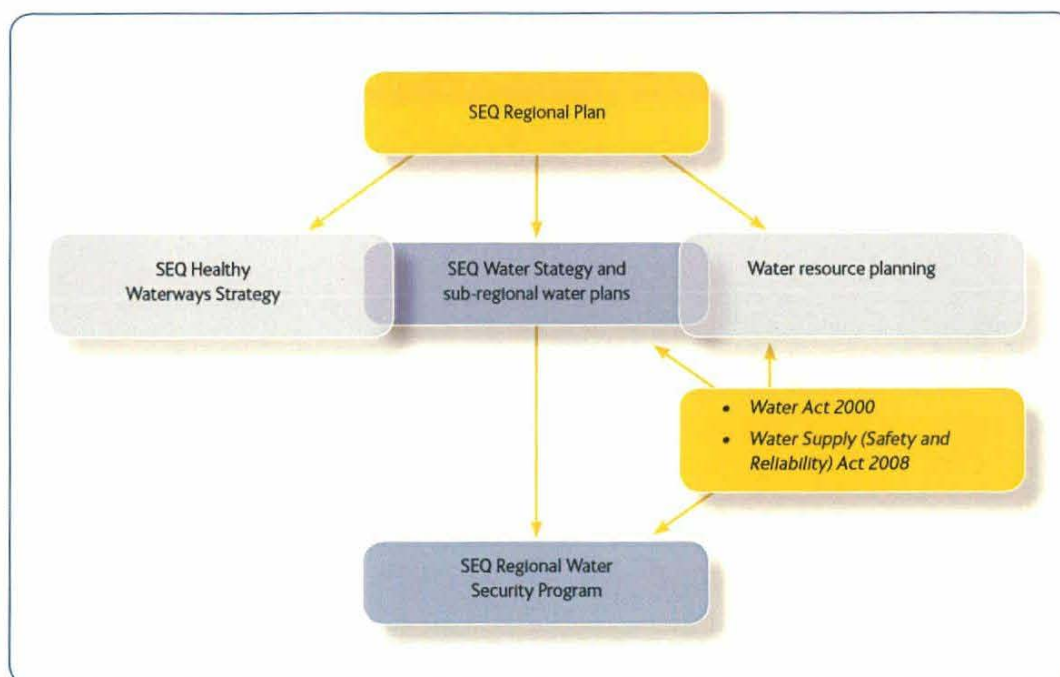 SEQ Regional Plan
SEQ Healthy
Waterways Strategy
SEQ Water Stategy and
sub-regional water plans
Water resource planning
• Water Act 2000
• Water Supply (Safety and
Reliability) Act 2008
SEQ Regional Water
Security Program